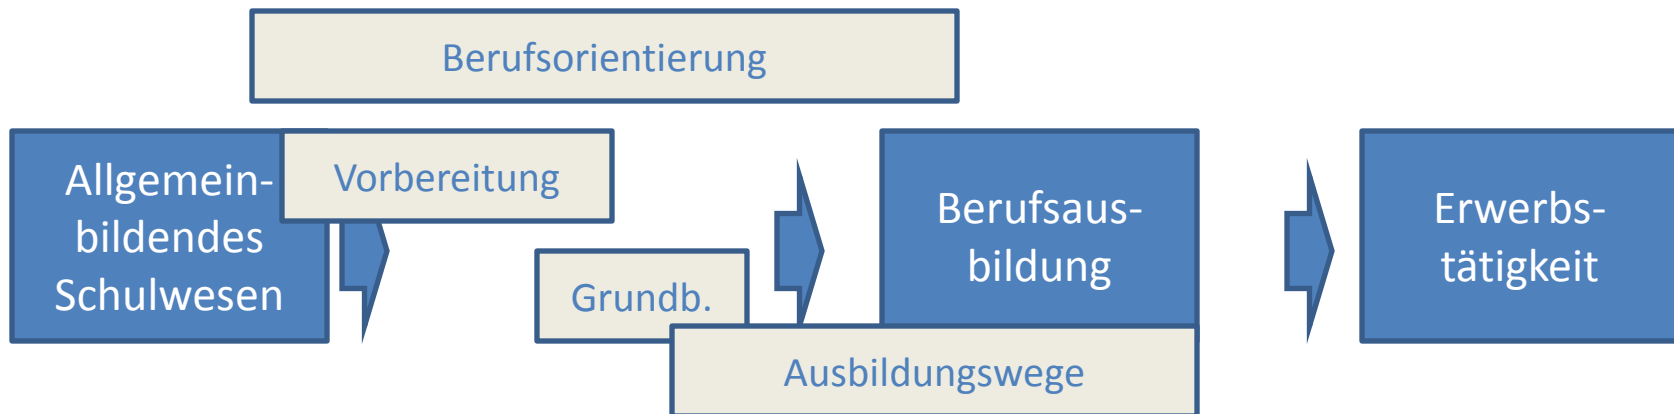 Berufsorientierung
Allgemein-
bildendes
Schulwesen
Vorbereitung
Grundb.
Berufsaus-
bildung
Ausbildungswege
Erwerbs-
tätigkeit